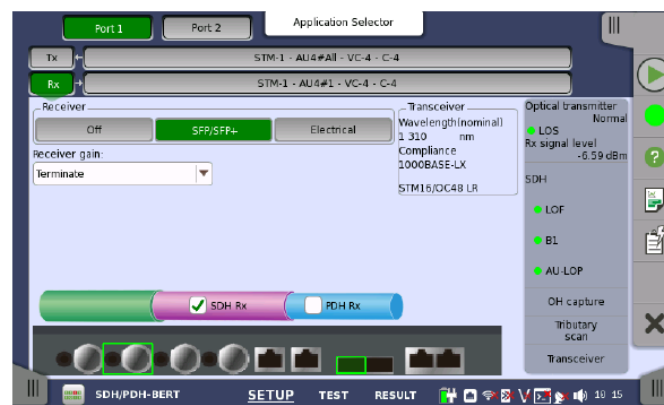 Port 1
Port 2
Application Selector
Tx
STM-1 - AU4#All - VC-4 - C-4
Rx
STM-1 - AU4#1 - VC-4 - C-4
Receiver
Off
SFP/SFP+
Electrical
Receiver gain:
Terminate
Transceiver
Wavelength(nominal)
1 310 nm
Compliance
1000BASE-LX
STM16/OC48 LR
Optical transmitter
Normal
LOS
Rx signal level
-6.59 dBm
SDH
LOF
B1
AU-LOP
OH capture
Tributary
scan
Transceiver
SDH Rx
PDH Rx
SDH/PDH-BERT
SETUP
TEST
RESULT
10 15